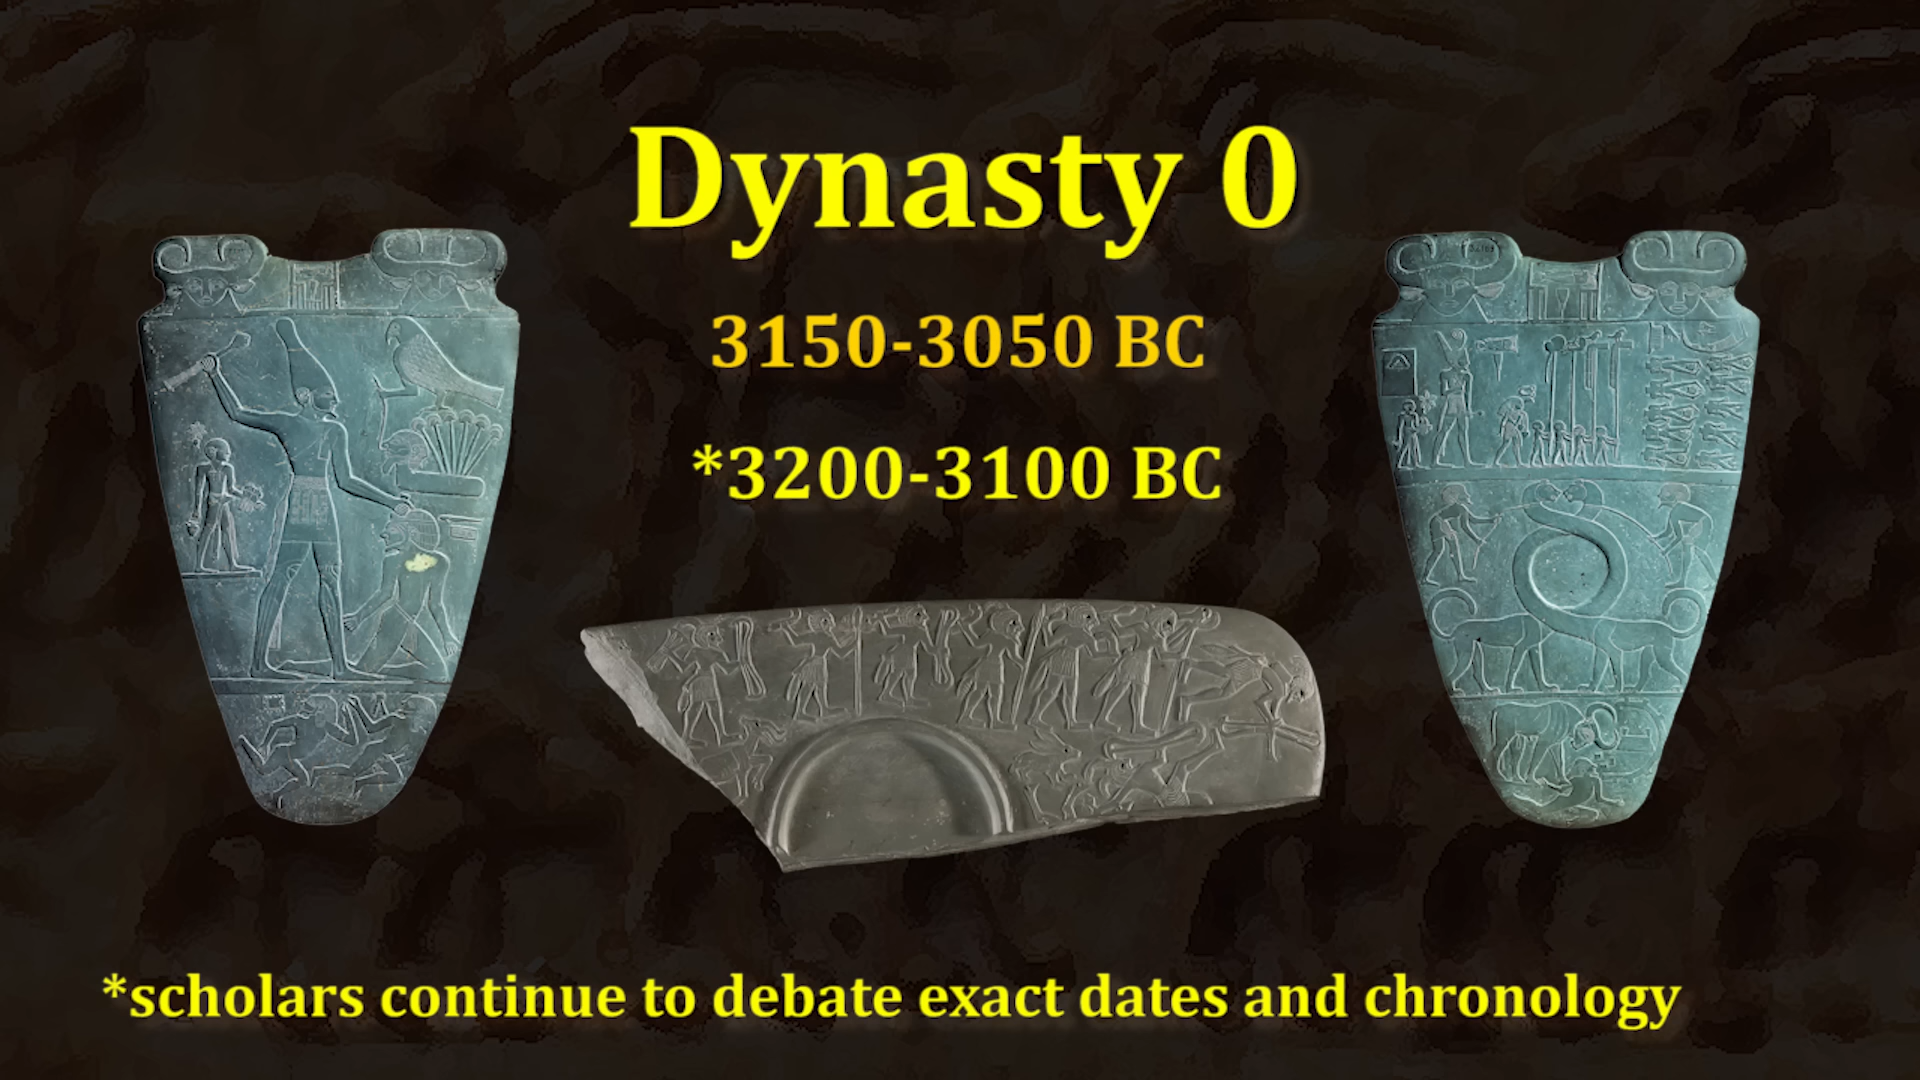 Dynasty 0
3150-3050 BC
*3200-3100 BC
*scholars continue to debate exact dates and chronology